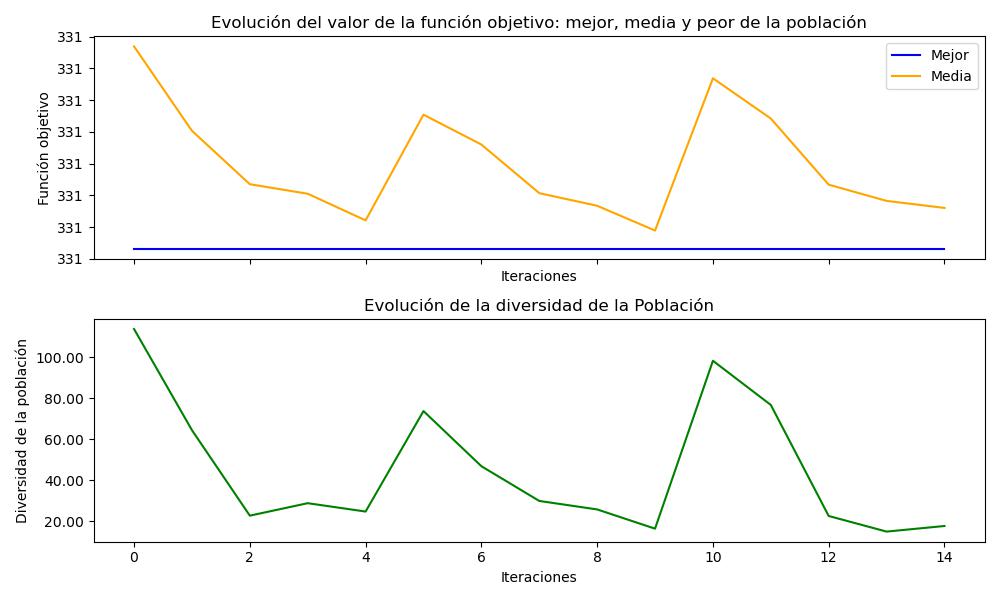 Evolución del valor de la función objetivo: mejor, media y peor de la población
331
331
331
331
331
331
331
331
Función objetivo
Mejor
Media
Iteraciones
Evolución de la diversidad de la Población
100.00
80.00
60.00
40.00
20.00
Diversidad de la población
0 2 4 6 8 10 12 14
Iteraciones